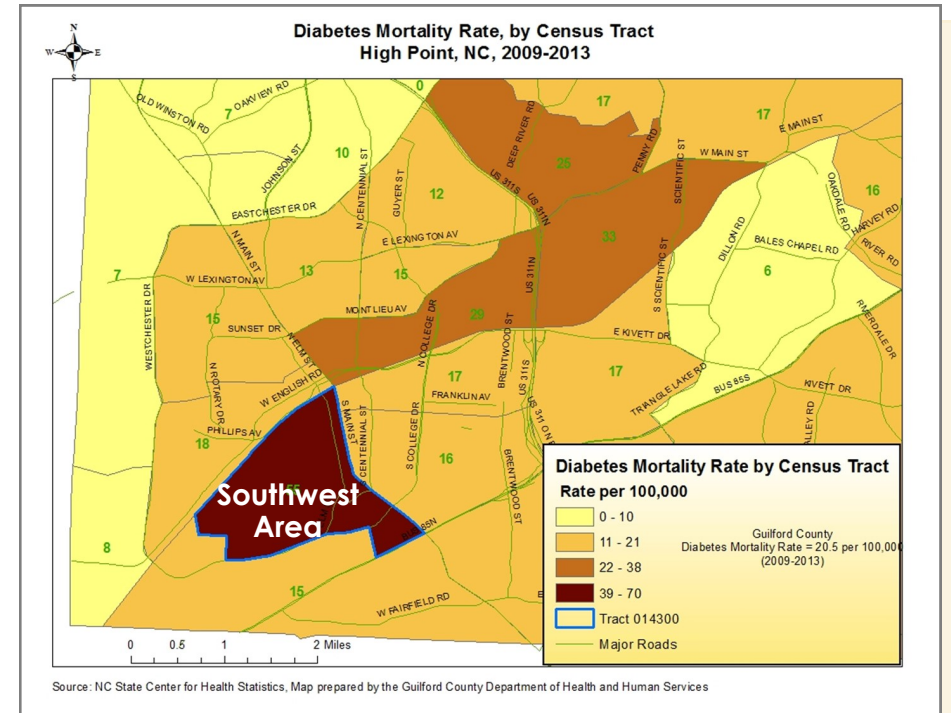 Diabetes Mortality Rate, by Census Tract
High Point, NC, 2009-2013
N
W
E
S
0
OLD WINSTON RD
OAKVIEW RD
7
DEEP RIVER RD
17
PENNY RD
17
E MAIN ST
JOHNSON ST
10
N CENTENNIAL ST
GUYER ST
12
US 311S
US 311N
SCIENTIFIC ST
W MAIN ST
OAKDALE RD
16
HARVEY RD
RIVER RD
EASTCHESTER DR
N MAIN ST
E LEXINGTON AV
33
DILLON RD
BALES CHAPEL RD
6
7
W LEXINGTON AV
13
15
US 311N
S SCIENTIFIC ST
WESTCHESTER DR
15
SUNSET DR
MONTLIEU AV
N COLLEGE DR
BRENTWOOD ST
E KIVETT DR
RIVERDALE DR
N ELM ST
W ENGLISH RD
N ROTARY DR
17
FRANKLIN AV
US 311S
17
TRIANGLE LAKE RD
BUS 85S
KIVETT DR
PHILLIPS AV
18
S MAIN ST
CENTENNIAL ST
S COLLEGE DR
16
BRENTWOOD ST
US 311 ON R
ALLEY RD
Southwest
Area
8
15
W FAIRFIELD RD
E
Diabetes Mortality Rate by Census Tract
Rate per 100,000
0 - 10
11 - 21
22 - 38
39 - 70
Tract 014300
Major Roads
Guilford County
Diabetes Mortality Rate = 20.5 per 100,000
(2009-2013)
0 0.5 1 2 Miles
Source: NC State Center for Health Statistics, Map prepared by the Guilford County Department of Health and Human Services